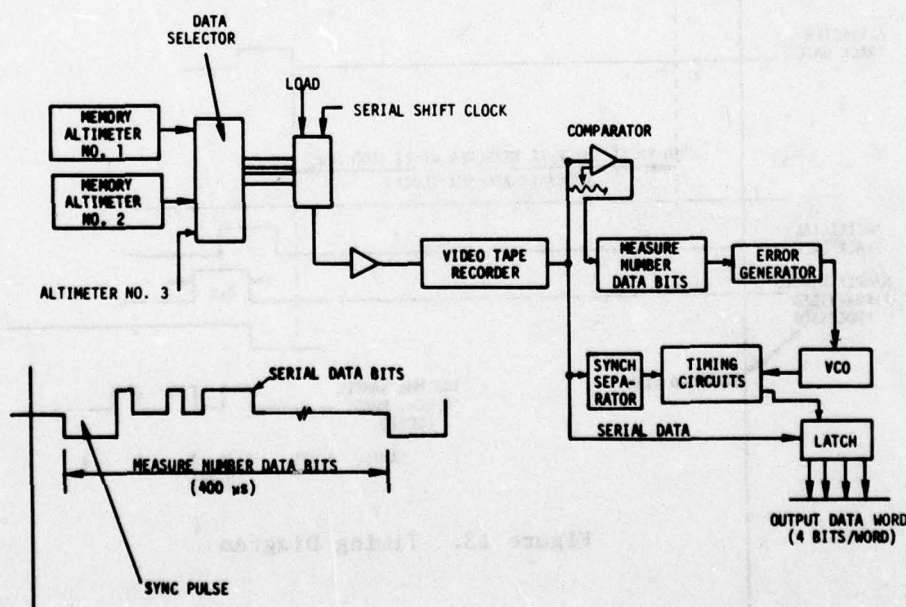 DATA
SELECTOR
LOAD
SERIAL SHIFT CLOCK
MEMORY
ALTIMETER
NO. 1
COMPARATOR
MEMORY
ALTIMETER
NO. 2
VIDEO TAPE
RECORDER
MEASURE
NUMBER
DATA BITS
ERROR
GENERATOR
ALTIMETER NO. 3
SYNCH
SEPA-
RATOR
TIMING
CIRCUITS
VCO
SERIAL DATA BITS
SERIAL DATA
LATCH
MEASURE NUMBER DATA BITS
(400 µs)
OUTPUT DATA WORD
(4 BITS/WORD)
SYNC PULSE